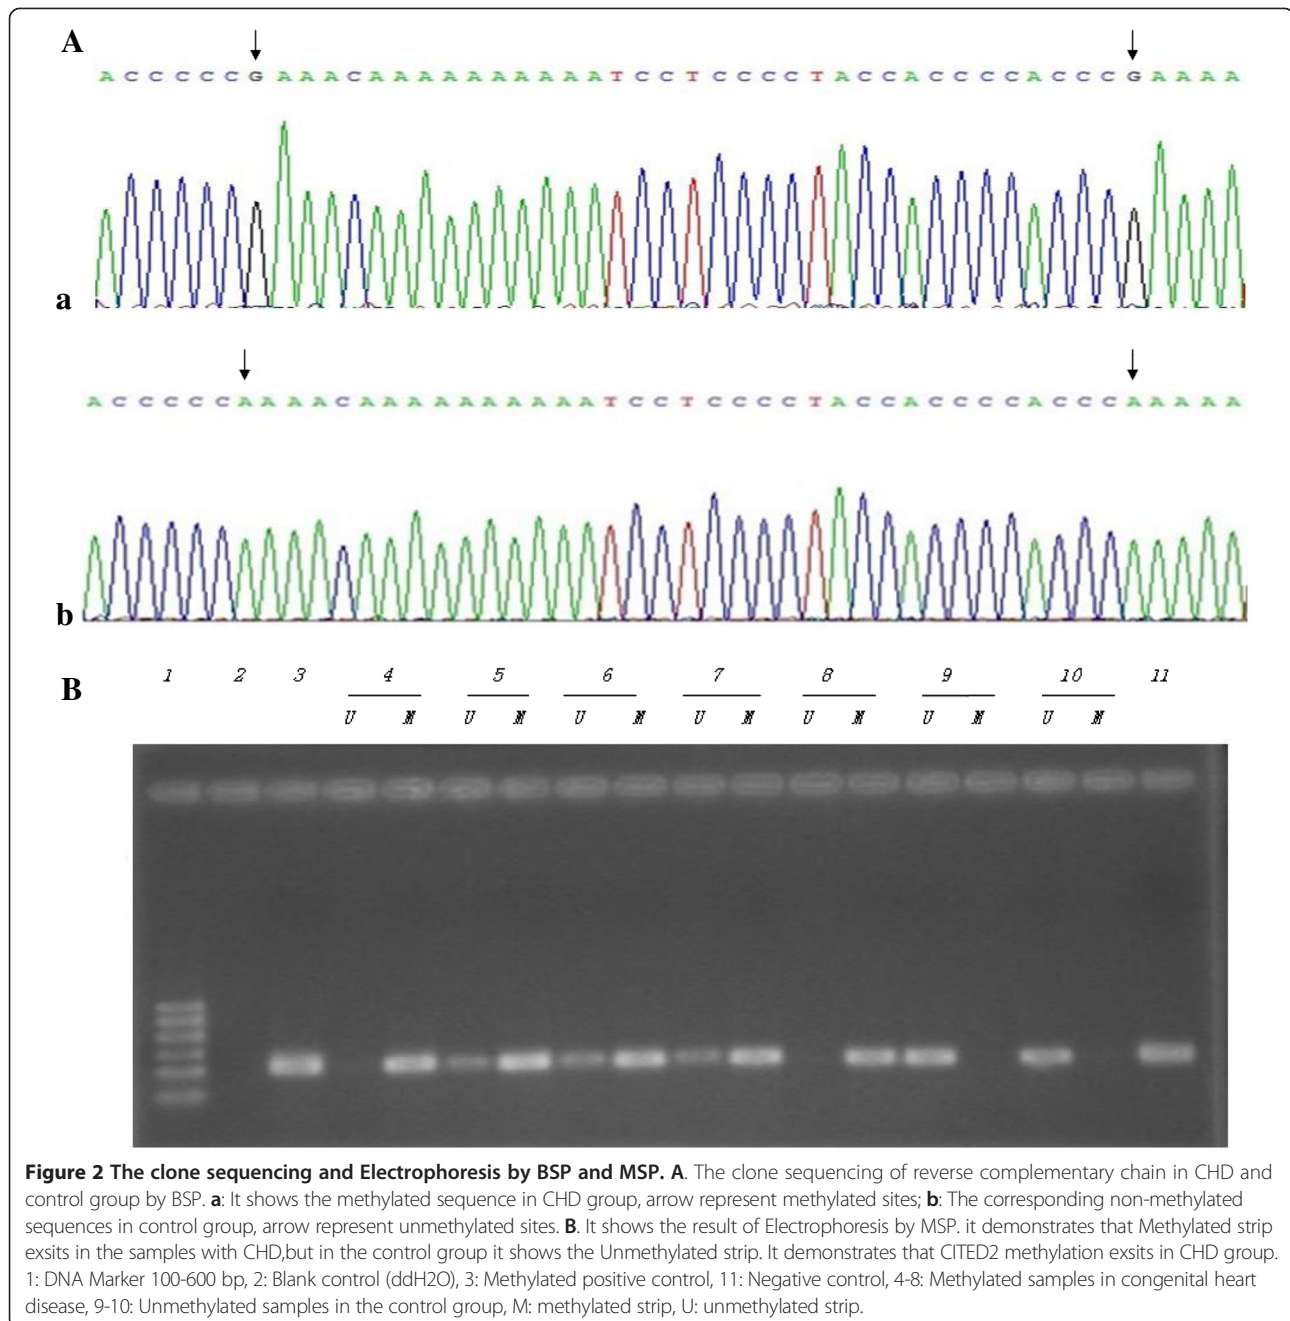 A
A C C C C C G A A A C A A A A A A A A A A T C C T C C C C T A C C A C C C C A C C C G A A A A
a
A C C C C C A A A A C A A A A A A A A A A T C C T C C C C T A C C A C C C C A C C C A A A A A
b
B
1 2 3 4 5 6 7 8 9 10 11
U M U M U M U M U M U M U M
Figure 2 The clone sequencing and Electrophoresis by BSP and MSP. A. The clone sequencing of reverse complementary chain in CHD and
control group by BSP. a: It shows the methylated sequence in CHD group, arrow represent methylated sites; b: The corresponding non-methylated
sequences in control group, arrow represent unmethylated sites. B. It shows the result of Electrophoresis by MSP. it demonstrates that Methylated strip
exsits in the samples with CHD,but in the control group it shows the Unmethylated strip. It demonstrates that CITED2 methylation exsits in CHD group.
1: DNA Marker 100-600 bp, 2: Blank control (ddH2O), 3: Methylated positive control, 11: Negative control, 4-8: Methylated samples in congenital heart
disease, 9-10: Unmethylated samples in the control group, M: methylated strip, U: unmethylated strip.